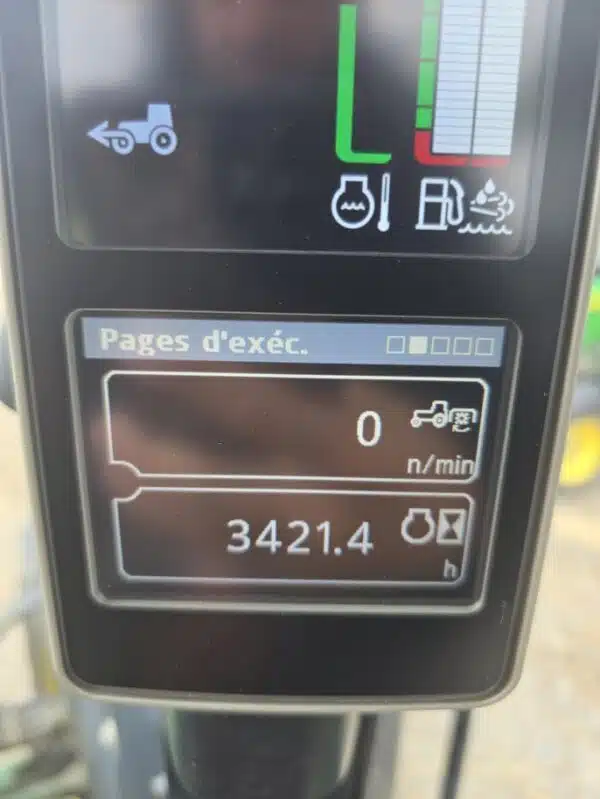 Pages d'exéc.
0
n/min
3421.4
h